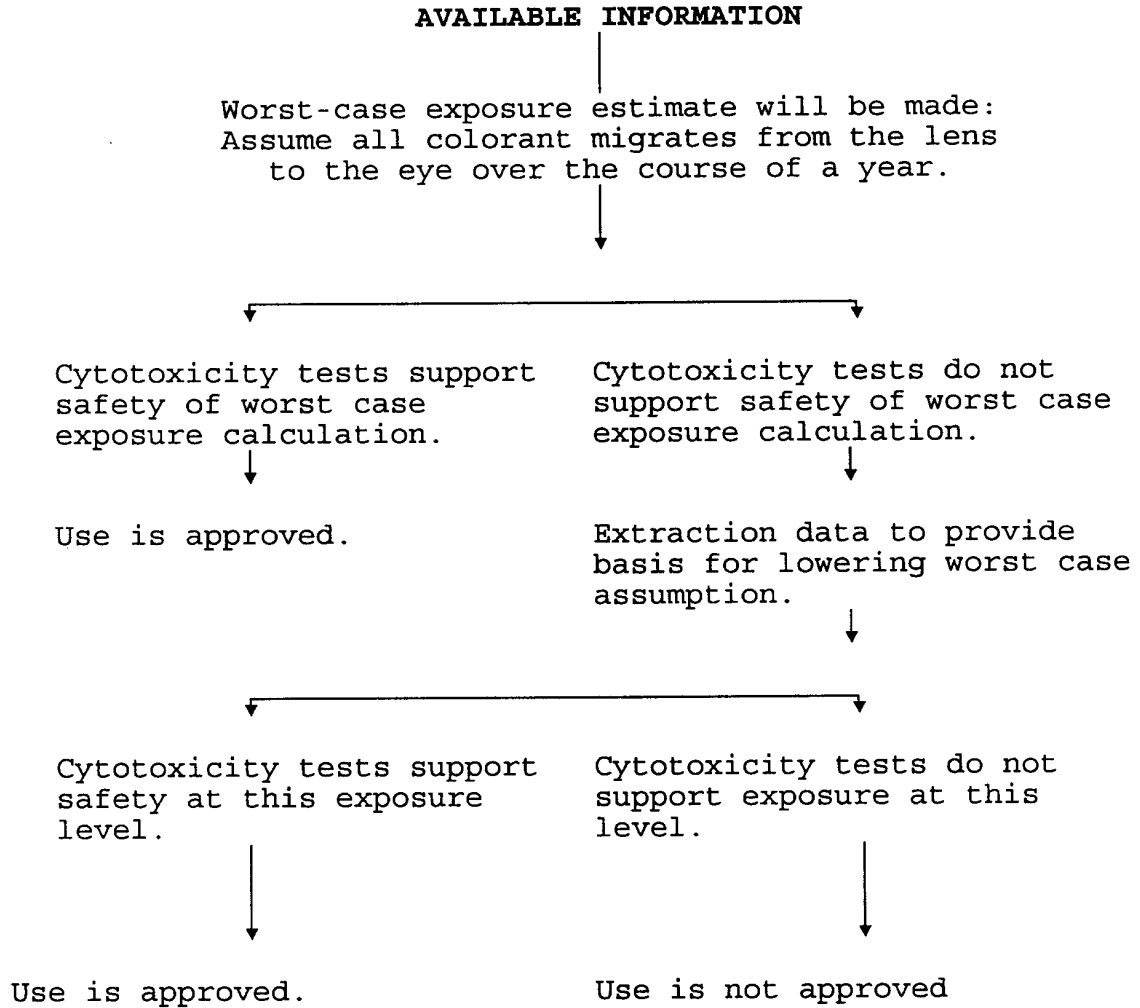 AVAILABLE INFORMATION
Worst-case exposure estimate will be made:
Assume all colorant migrates from the lens
to the eye over the course of a year.
Cytotoxicity tests support
safety of worst case
exposure calculation.
Cytotoxicity tests do not
support safety of worst case
exposure calculation.
Use is approved.
Extraction data to provide
basis for lowering worst case
assumption.
Cytotoxicity tests support
safety at this exposure
level.
Cytotoxicity tests do not
support exposure at this
level.
Use is approved.
Use is not approved